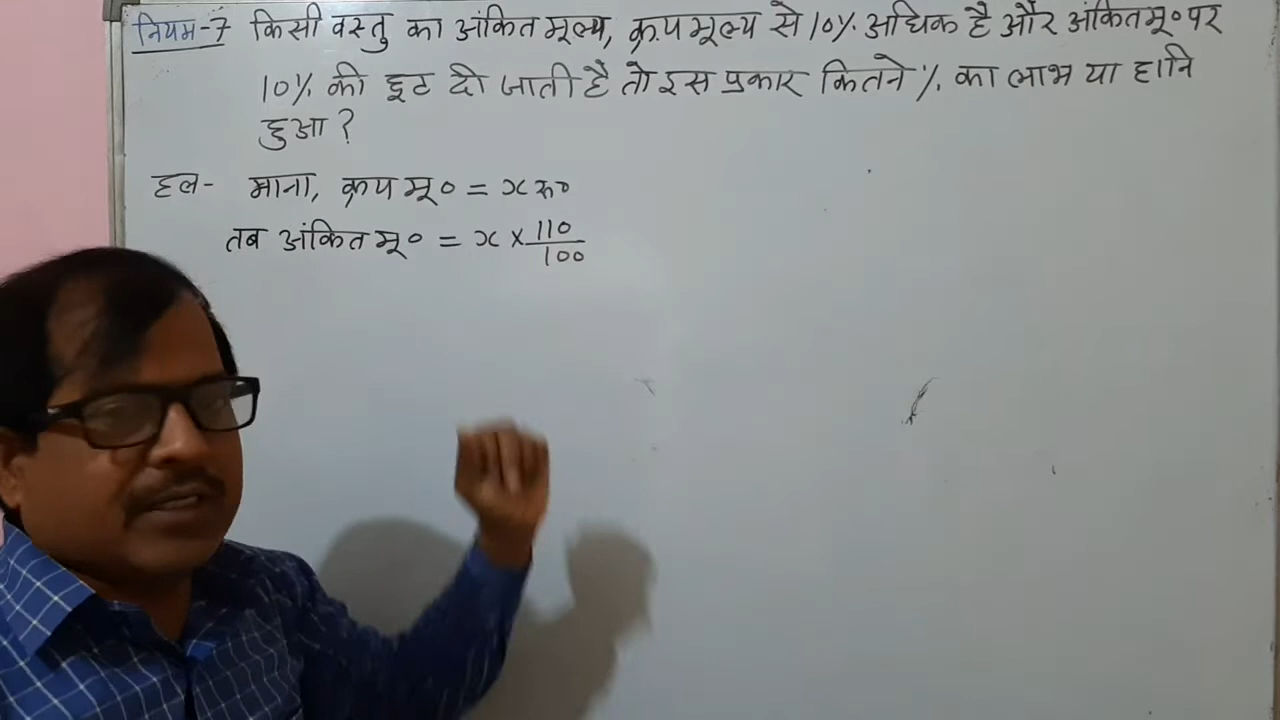 नियम-7 किसी वस्तु का अंकित मूल्य, क्रय मूल्य से 10% अधिक है और अंकित मू० पर
10% की छूट दी जाती है तो इस प्रकार कितने % का लाभ या हानि
हुआ ?
हल- माना, क्रय मू० = x रु०
तब अंकित मू० = x × 110/100